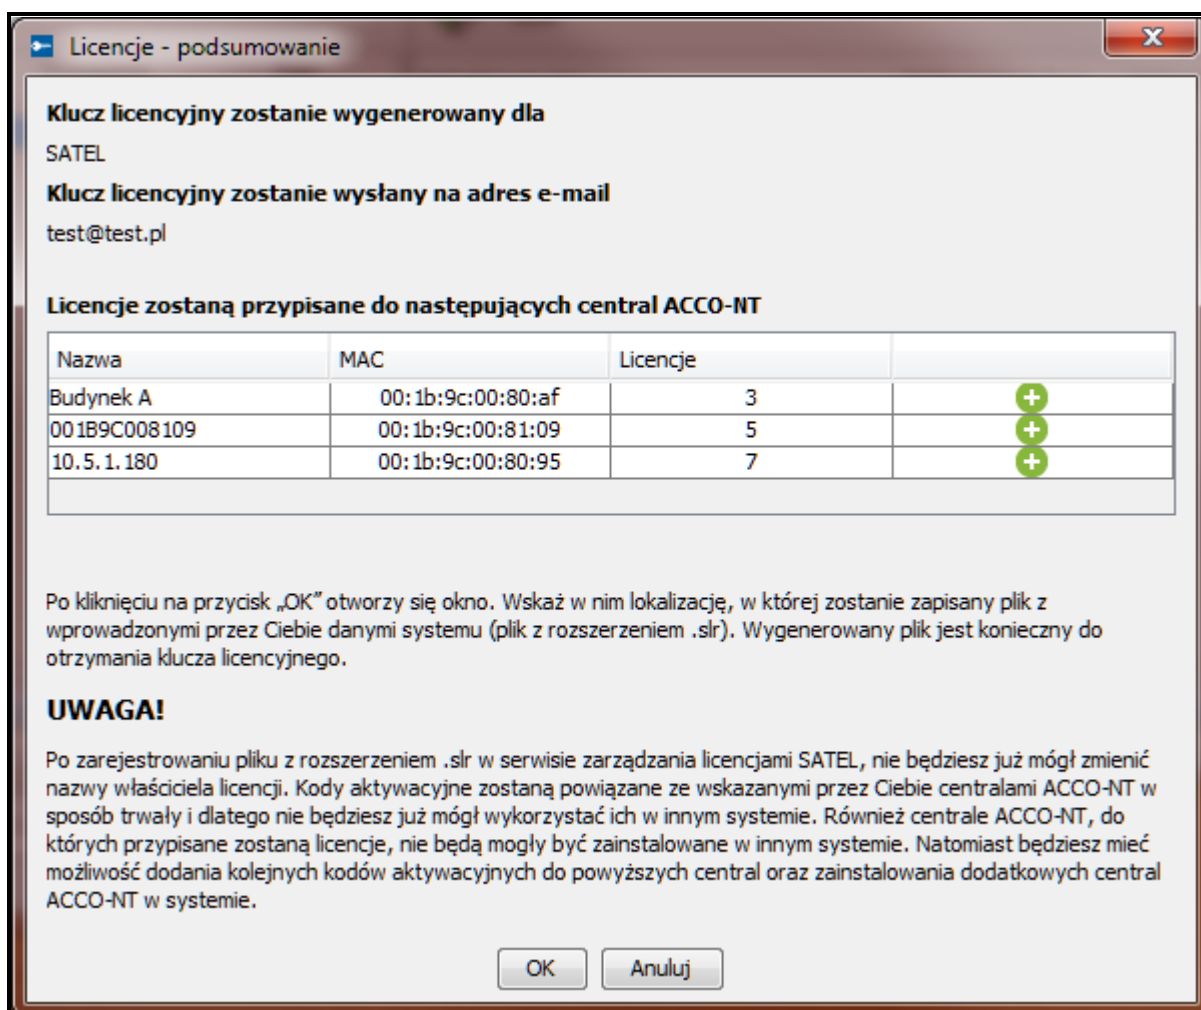 Licencje - podsumowanie
Klucz licencyjny zostanie wygenerowany dla
SATEL
Klucz licencyjny zostanie wysłany na adres e-mail
test@test.pl
Licencje zostaną przypisane do następujących central ACCO-NT
Nazwa MAC Licencje
Budynek A 00:1b:9c:00:80:af 3
001B9C008109 00:1b:9c:00:81:09 5
10.5.1.180 00:1b:9c:00:80:95 7
Po kliknięciu na przycisk „OK” otworzy się okno. Wskaż w nim lokalizację, w której zostanie zapisany plik z
wprowadzonymi przez Ciebie danymi systemu (plik z rozszerzeniem .slr). Wygenerowany plik jest konieczny do
otrzymania klucza licencyjnego.
UWAGA!
Po zarejestrowaniu pliku z rozszerzeniem .slr w serwisie zarządzania licencjami SATEL, nie będziesz już mógł zmienić
nazwy właściciela licencji. Kody aktywacyjne zostaną powiązane ze wskazanymi przez Ciebie centralami ACCO-NT w
sposób trwały i dlatego nie będziesz już mógł wykorzystać ich w innym systemie. Również centrale ACCO-NT, do
których przypisane zostaną licencje, nie będą mogły być zainstalowane w innym systemie. Natomiast będziesz mieć
możliwość dodania kolejnych kodów aktywacyjnych do powyższych central oraz zainstalowania dodatkowych central
ACCO-NT w systemie.
OK Anuluj